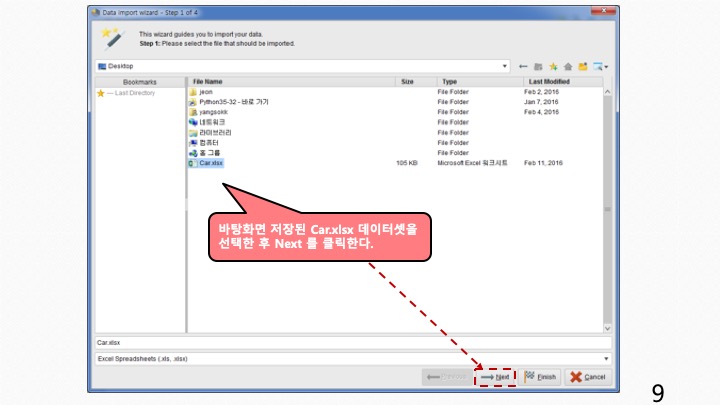 Data import wizard - Step 1 of 4
This wizard guides you to import your data.
Step 1: Please select the file that should be imported.
Desktop
Bookmarks
File Name Size Type Last Modified
--- Last Directory
jeon File Folder Feb 2, 2016
Python35-32 - 바로 가기 File Folder Jan 7, 2016
yangsokk File Folder Feb 4, 2016
네트워크 File Folder
라이브러리 File Folder
컴퓨터 File Folder
홈 그룹 File Folder
Car.xlsx 105 KB Microsoft Excel 워크시트 Feb 11, 2016
바탕화면 저장된 Car.xlsx 데이터셋을
선택한 후 Next 를 클릭한다.
Car.xlsx
Excel Spreadsheets (.xls, .xlsx)
Next Finish Cancel
9